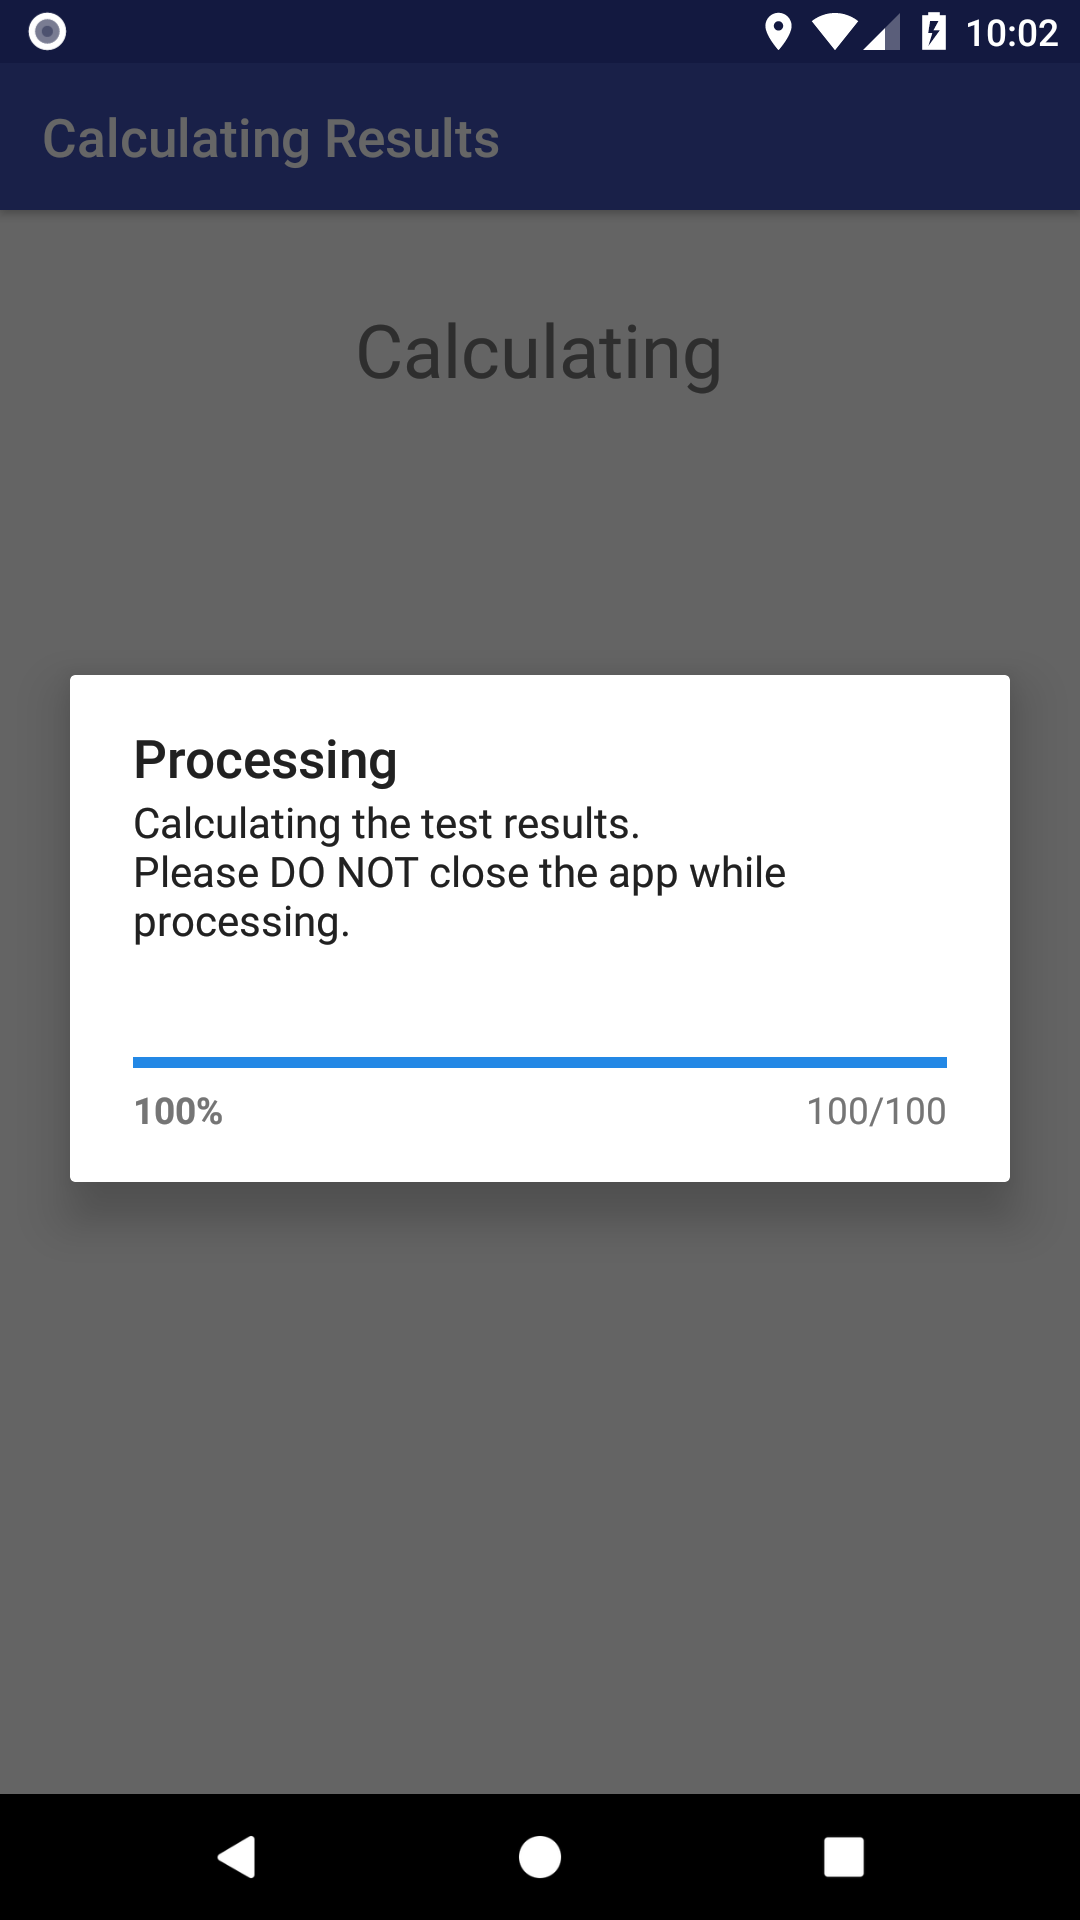 10:02
Calculating Results
Calculating
Processing
Calculating the test results.
Please DO NOT close the app while
processing.
100%
100/100